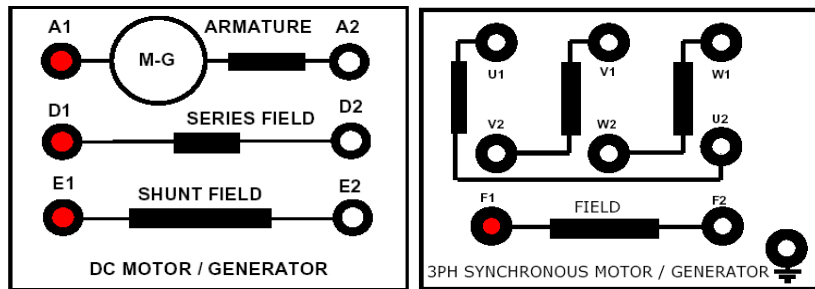 A1 ARMATURE A2
M-G
D1 SERIES FIELD D2
E1 SHUNT FIELD E2
DC MOTOR / GENERATOR
U1 V1 W1
V2 W2 U2
F1 FIELD F2
3PH SYNCHRONOUS MOTOR / GENERATOR